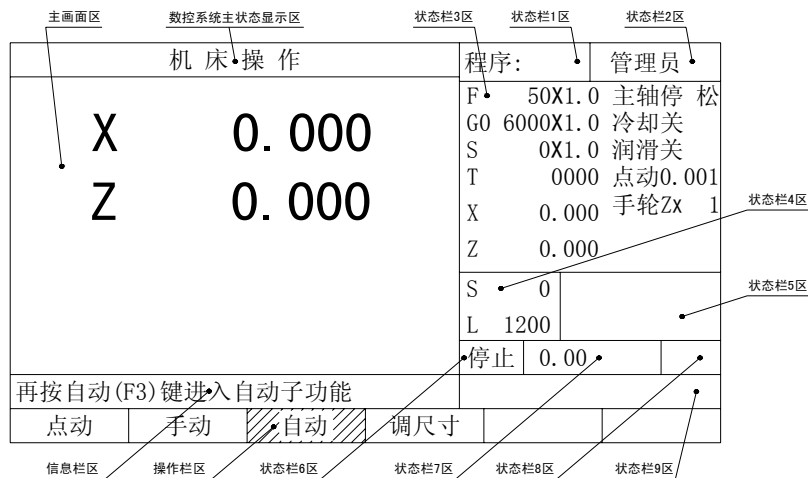 主画面区 数控系统主状态显示区 状态栏3区 状态栏1区 状态栏2区
机床操作 程序: 管理员
F 50X1.0 主轴停 松
X 0.000 G0 6000X1.0 冷却关
S 0X1.0 润滑关
Z 0.000 T 0000 点动0.001
X 0.000 手轮Zx 1
状态栏4区
Z 0.000
S 0 状态栏5区
L 1200
停止 0.00
再按自动(F3)键进入自动子功能
点动 手动 自动 调尺寸
信息栏区 操作栏区 状态栏6区 状态栏7区 状态栏8区 状态栏9区